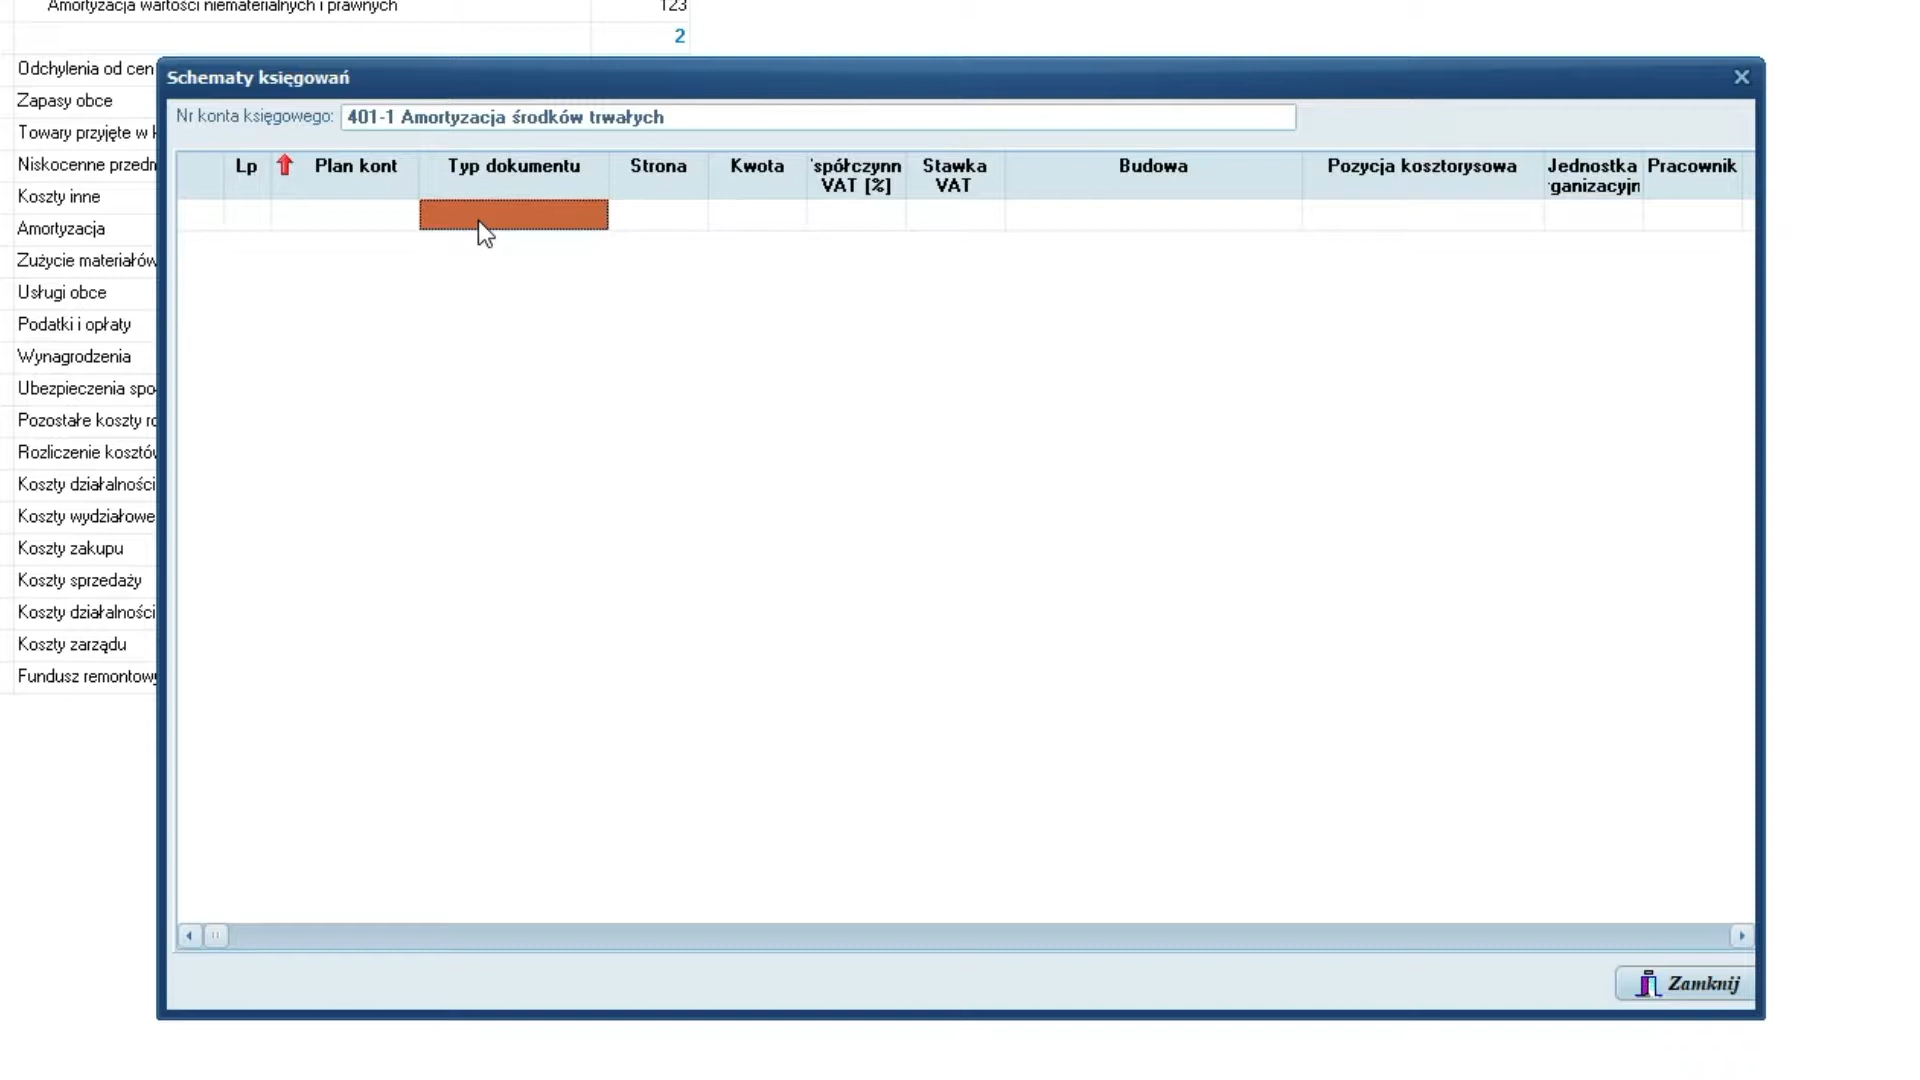 Amortyzacja wartości niematerialnych i prawnych 123
2
Odchylenia od cen
Zapasy obce
Towary przyjęte w k
Niskocenne przedm
Koszty inne
Amortyzacja
Zużycie materiałów
Usługi obce
Podatki i opłaty
Wynagrodzenia
Ubezpieczenia spo
Pozostałe koszty ro
Rozliczenie kosztów
Koszty działalności
Koszty wydziałowe
Koszty zakupu
Koszty sprzedaży
Koszty działalności
Koszty zarządu
Fundusz remontowy
Schematy księgowań
Nr konta księgowego: 401-1 Amortyzacja środków trwałych
Lp Plan kont Typ dokumentu Strona Kwota spółczynn VAT [%] Stawka VAT Budowa Pozycja kosztorysowa Jednostka ganizacyjn Pracownik
Zamknij